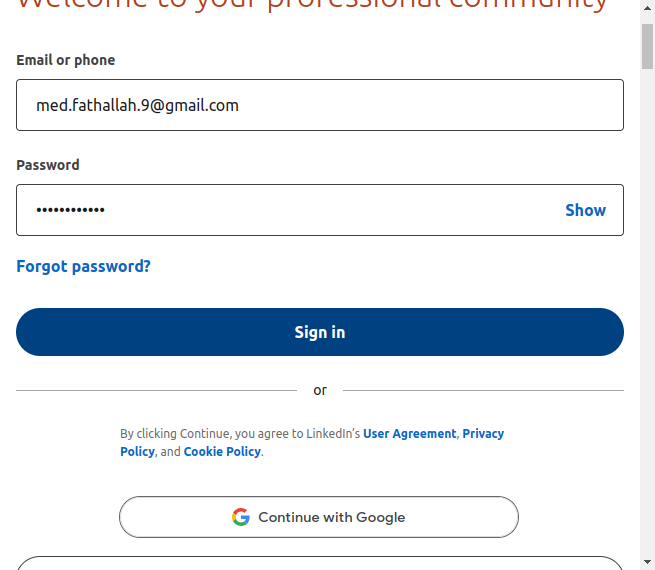 Welcome to your professional community
Email or phone
med.fathallah.9@gmail.com
Password
••••••••••••
Show
Forgot password?
Sign in
or
By clicking Continue, you agree to LinkedIn’s User Agreement, Privacy
Policy, and Cookie Policy.
Continue with Google